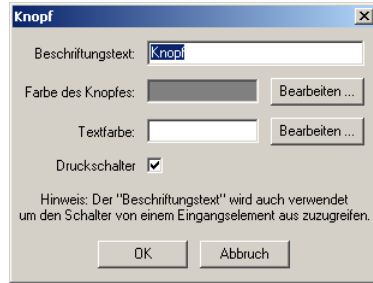 Knopf
Beschriftungstext: Knopf
Farbe des Knopfes: Bearbeiten ...
Textfarbe: Bearbeiten ...
Druckschalter
Hinweis: Der "Beschriftungstext" wird auch verwendet
um den Schalter von einem Eingangselement aus zuzugreifen.
OK Abbruch